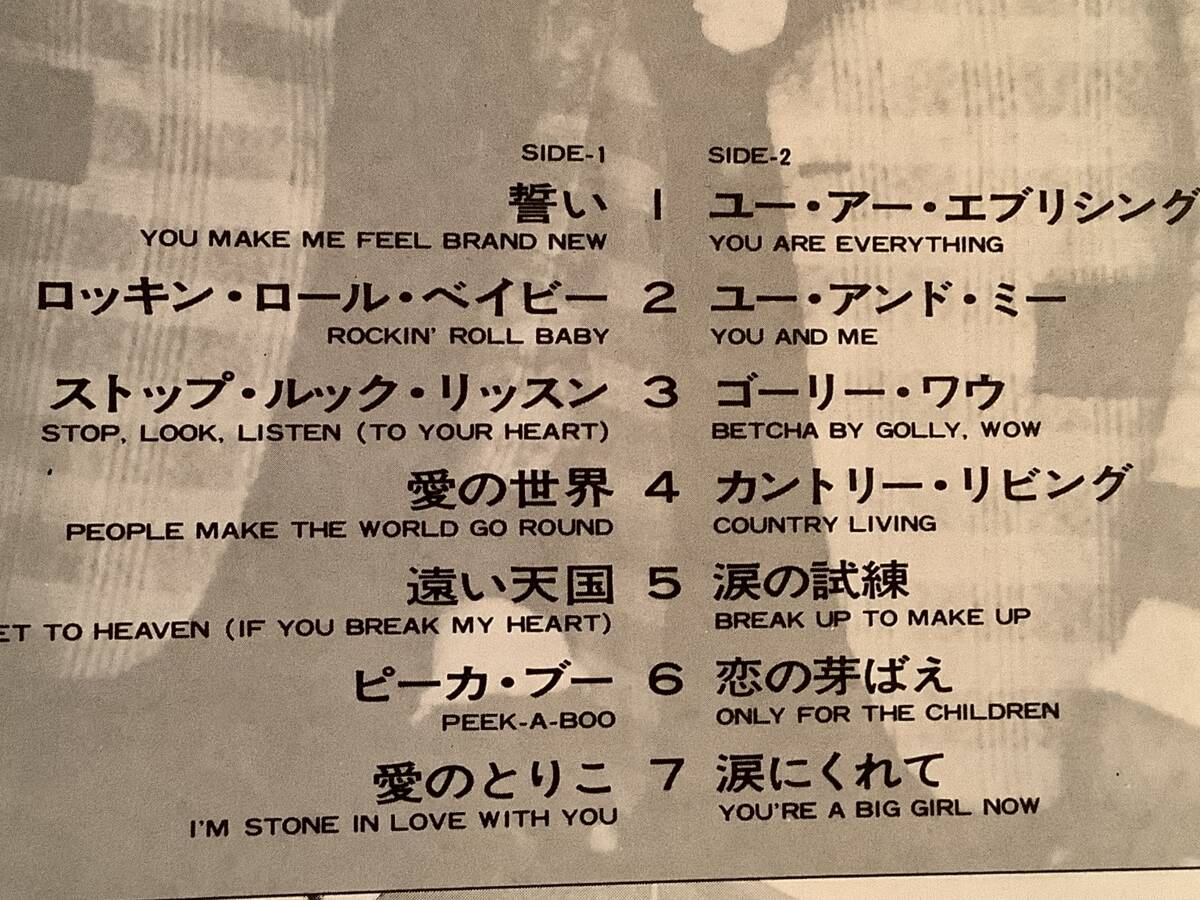 SIDE-1
誓い 1
YOU MAKE ME FEEL BRAND NEW
ロッキン・ロール・ベイビー 2
ROCKIN' ROLL BABY
ストップ・ルック・リッスン 3
STOP, LOOK, LISTEN (TO YOUR HEART)
愛の世界 4
PEOPLE MAKE THE WORLD GO ROUND
遠い天国 5
ET TO HEAVEN (IF YOU BREAK MY HEART)
ピーカ・ブー 6
PEEK-A-BOO
愛のとりこ 7
I'M STONE IN LOVE WITH YOU
SIDE-2
ユー・アー・エブリシング
YOU ARE EVERYTHING
ユー・アンド・ミー
YOU AND ME
ゴーリー・ワウ
BETCHA BY GOLLY, WOW
カントリー・リビング
COUNTRY LIVING
涙の試練
BREAK UP TO MAKE UP
恋の芽ばえ
ONLY FOR THE CHILDREN
涙にくれて
YOU'RE A BIG GIRL NOW